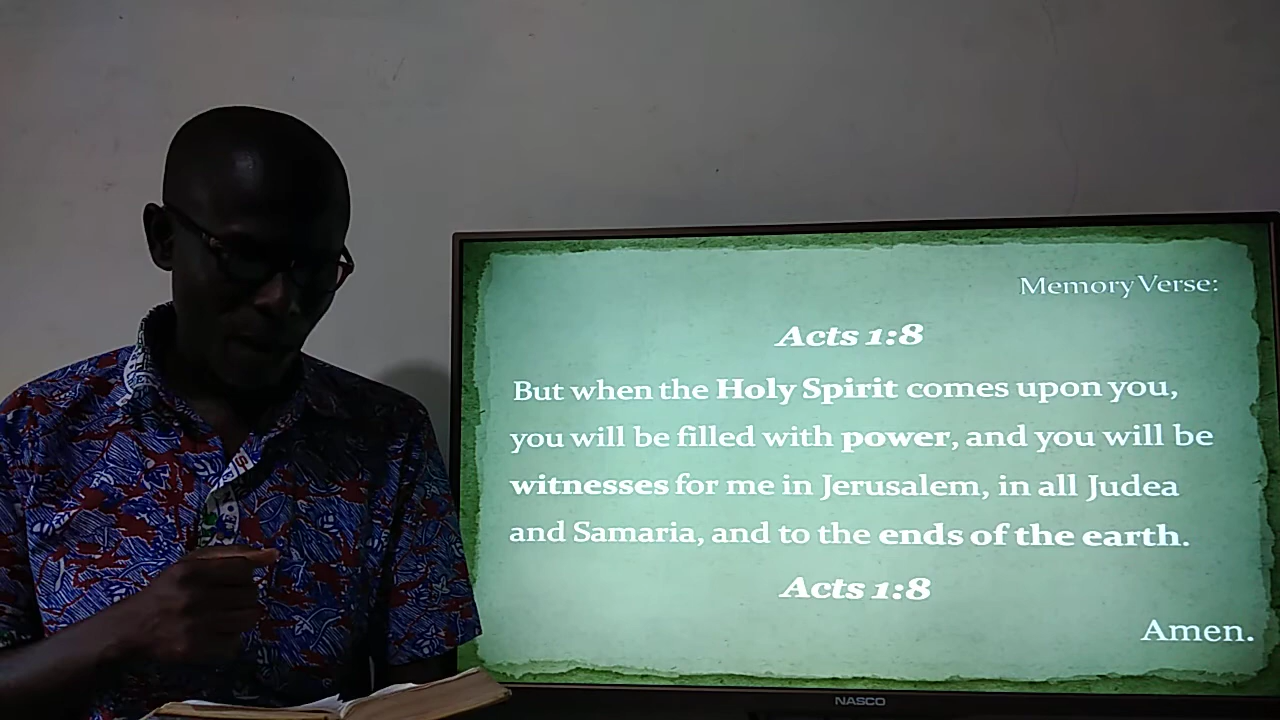 Memory Verse:
Acts 1:8
But when the Holy Spirit comes upon you,
you will be filled with power, and you will be
witnesses for me in Jerusalem, in all Judea
and Samaria, and to the ends of the earth.
Acts 1:8
Amen.
NASCO